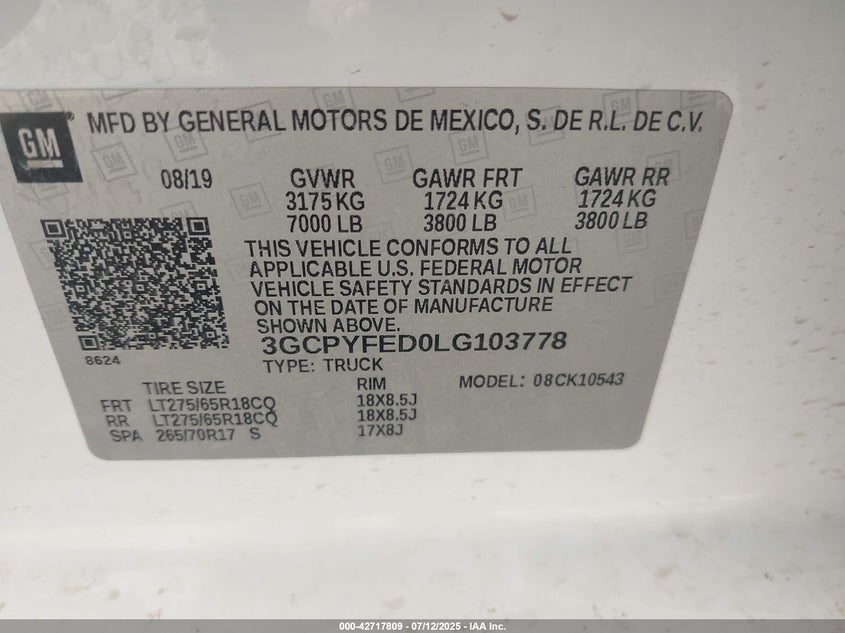 GM
MFD BY GENERAL MOTORS DE MEXICO, S. DE R.L. DE C.V.
08/19 GVWR GAWR FRT GAWR RR
3175 KG 1724 KG 1724 KG
7000 LB 3800 LB 3800 LB
THIS VEHICLE CONFORMS TO ALL
APPLICABLE U.S. FEDERAL MOTOR
VEHICLE SAFETY STANDARDS IN EFFECT
ON THE DATE OF MANUFACTURE
SHOWN ABOVE.
8624
3GCPYFED0LG103778
TYPE: TRUCK
MODEL: 08CK10543
TIRE SIZE RIM
FRT LT275/65R18CQ 18X8.5J
RR LT275/65R18CQ 18X8.5J
SPA 265/70R17 S 17X8J
000-42717809 - 07/12/2025 - IAA Inc.